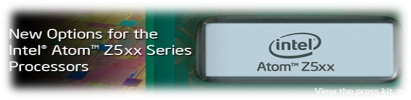 New Options for the
Intel® Atom™ Z5xx Series
Processors
intel
Atom™ Z5xx
View the press kit